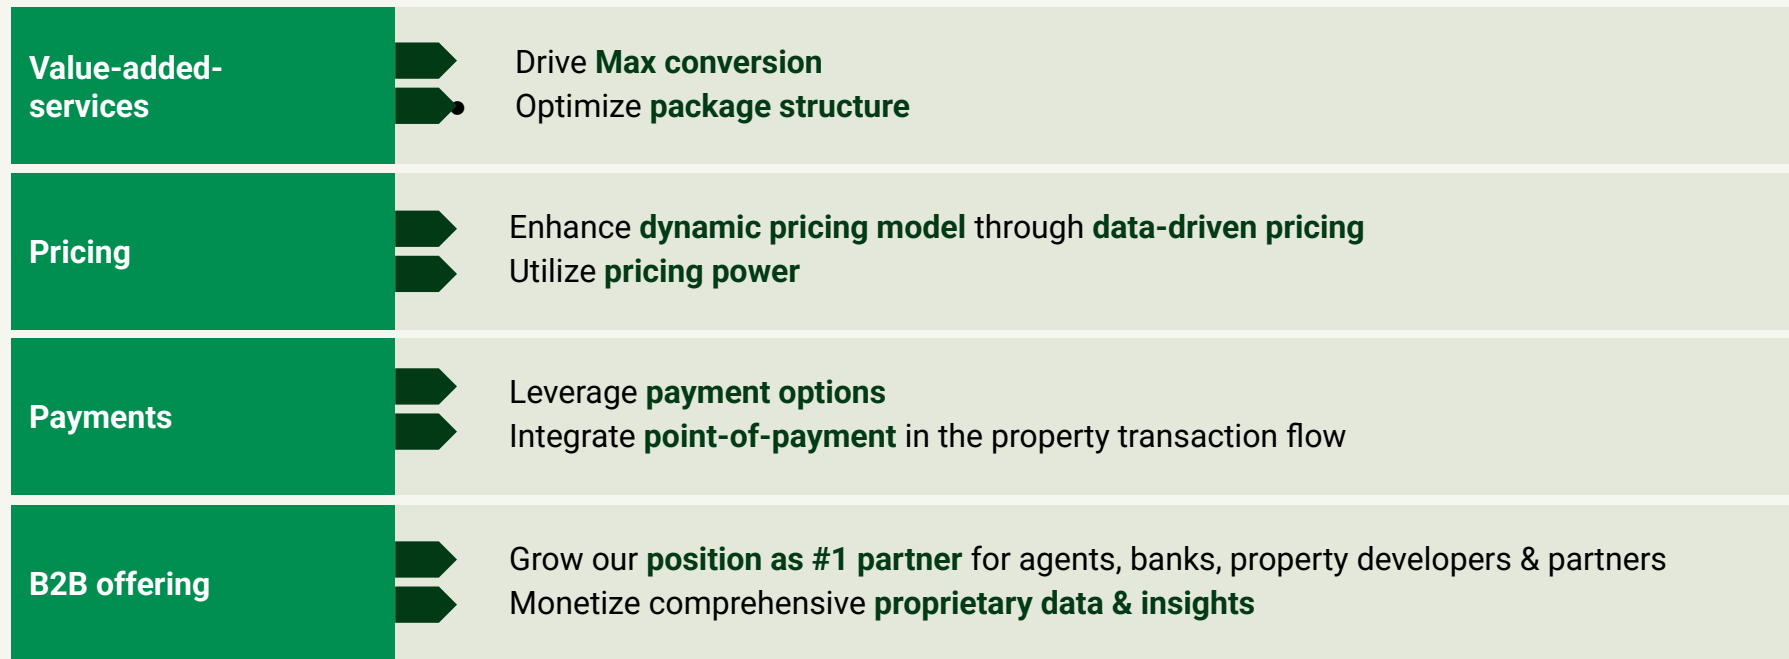 Value-added-
services
Drive Max conversion
Optimize package structure
Pricing
Enhance dynamic pricing model through data-driven pricing
Utilize pricing power
Payments
Leverage payment options
Integrate point-of-payment in the property transaction flow
B2B offering
Grow our position as #1 partner for agents, banks, property developers & partners
Monetize comprehensive proprietary data & insights